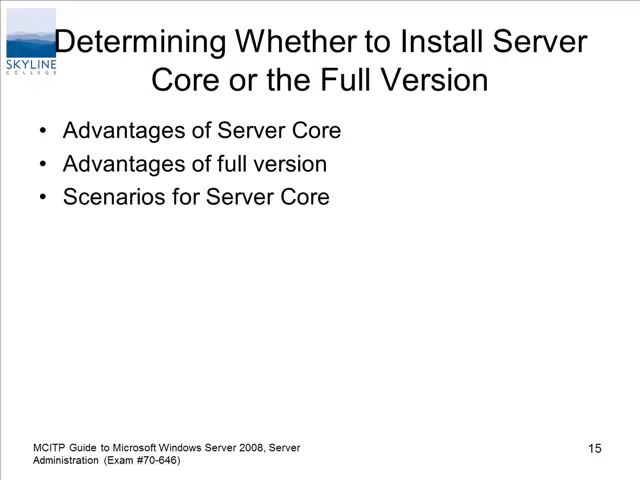 SKYLINE
COLLEGE
Determining Whether to Install Server
Core or the Full Version
• Advantages of Server Core
• Advantages of full version
• Scenarios for Server Core
MCITP Guide to Microsoft Windows Server 2008, Server
Administration (Exam #70-646)
15